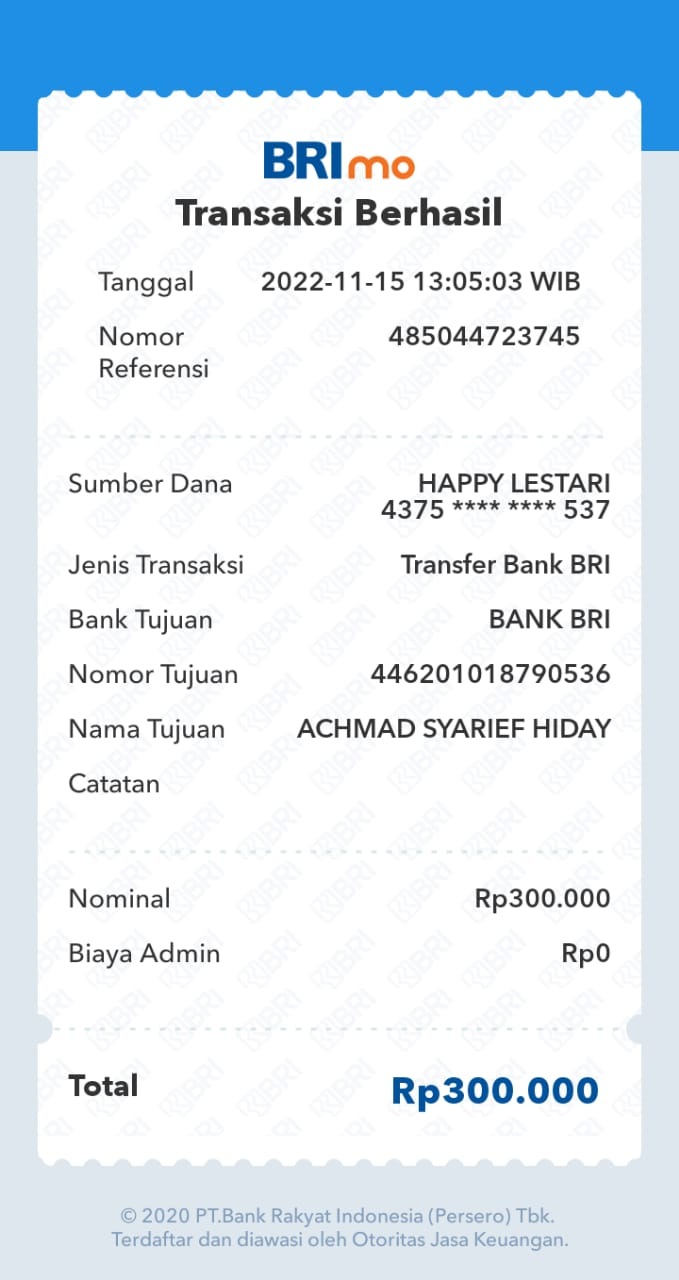 BRImo
Transaksi Berhasil
Tanggal 2022-11-15 13:05:03 WIB
Nomor Referensi 485044723745
Sumber Dana HAPPY LESTARI
4375 **** **** 537
Jenis Transaksi Transfer Bank BRI
Bank Tujuan BANK BRI
Nomor Tujuan 446201018790536
Nama Tujuan ACHMAD SYARIEF HIDAY
Catatan
Nominal Rp300.000
Biaya Admin Rp0
Total Rp300.000
© 2020 PT.Bank Rakyat Indonesia (Persero) Tbk.
Terdaftar dan diawasi oleh Otoritas Jasa Keuangan.